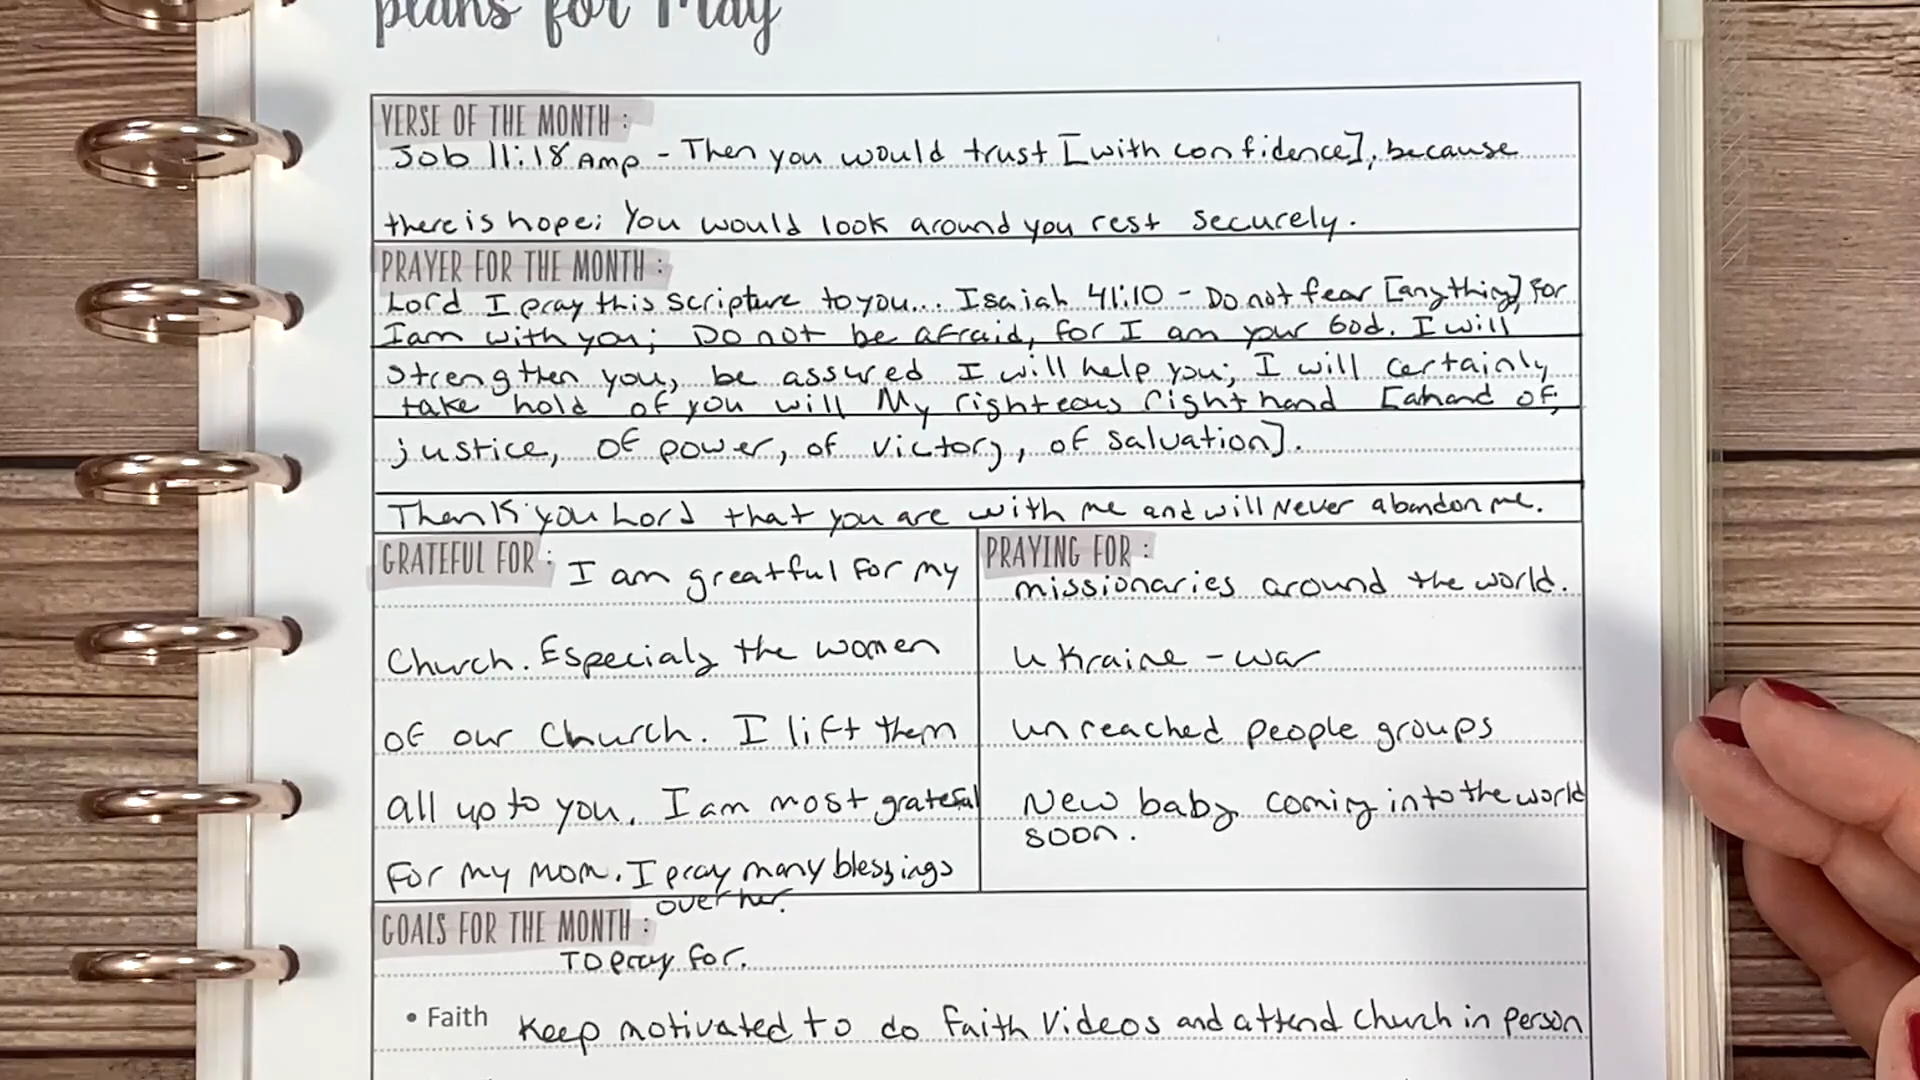 plans for May
VERSE OF THE MONTH :
Job 11:18 Amp - Then you would trust [with confidence], because
there is hope; You would look around you rest securely.
PRAYER FOR THE MONTH :
Lord I pray this scripture to you... Isaiah 41:10 - Do not fear [anything] for
I am with you; Do not be afraid, for I am your God. I will
strengthen you, be assured I will help you; I will certainly
take hold of you will My righteous right hand [ahand of
justice, of power, of victory, of salvation].
Thank you Lord that you are with me and will Never abandon me.
GRATEFUL FOR : I am greatful for my
Church. Especialy the women
of our Church. I lift them
all up to you. I am most grateful
for my mom. I pray many blessings
over her.
PRAYING FOR :
missionaries around the world.
Ukraine - war
unreached people groups
New baby coming into the world
soon.
GOALS FOR THE MONTH :
To pray for.
• Faith Keep motivated to do faith videos and attend church in person